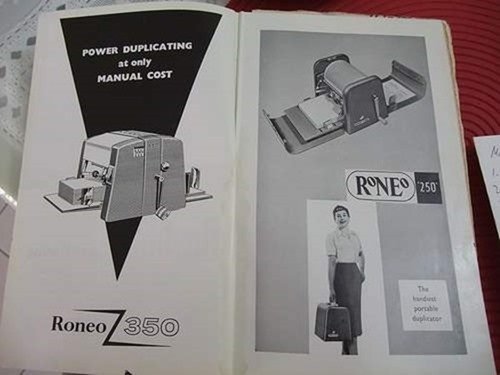 POWER DUPLICATING
at only
MANUAL COST
Roneo 350
RONEO '250'
The
handiest
portable
duplicator